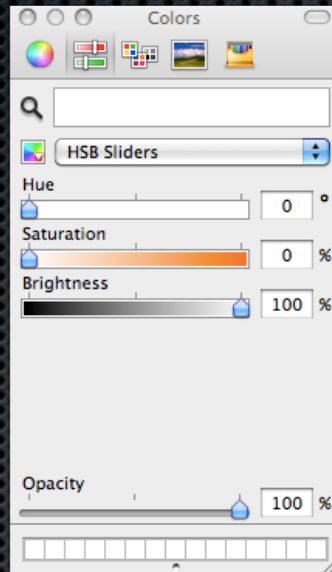 Colors
HSB Sliders
Hue
0 °
Saturation
0 %
Brightness
100 %
Opacity
100 %